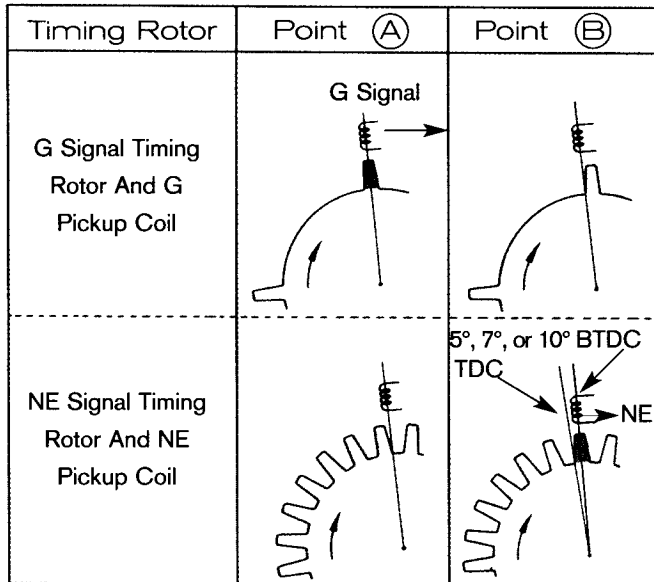 Timing Rotor
Point Ⓐ
Point Ⓑ
G Signal Timing
Rotor And G
Pickup Coil
G Signal
NE Signal Timing
Rotor And NE
Pickup Coil
5°, 7°, or 10° BTDC
TDC
NE